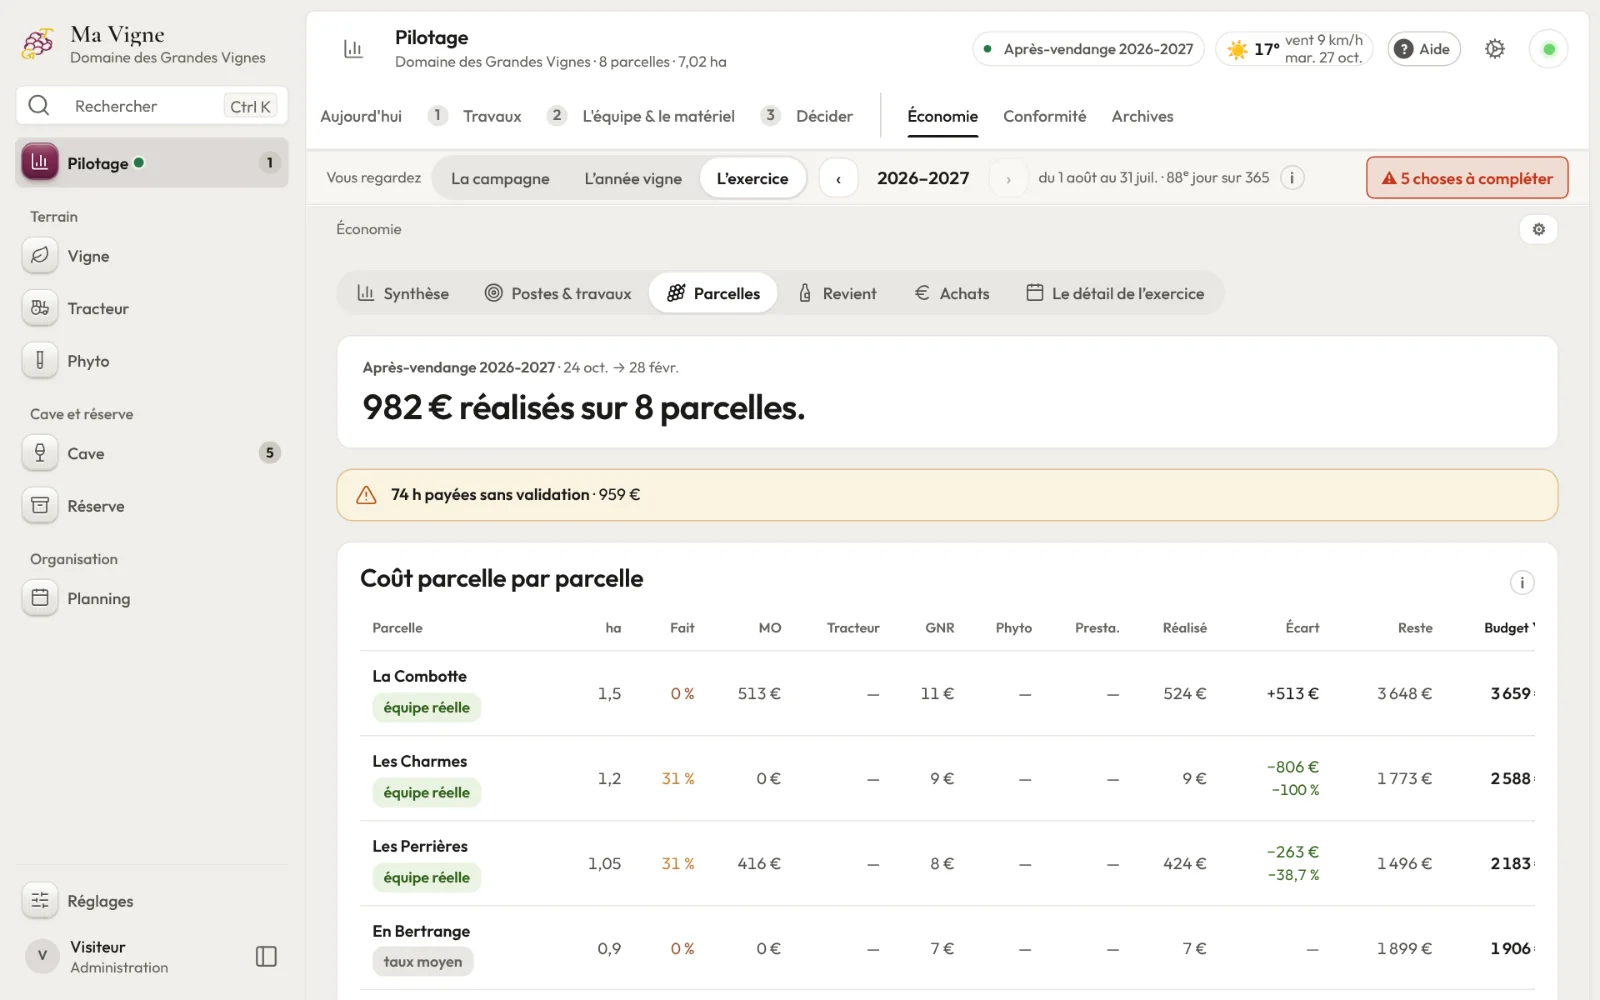 Ma Vigne
Domaine des Grandes Vignes
Rechercher
Ctrl K
Pilotage
1
Terrain
Vigne
Tracteur
Phyto
Cave et réserve
Cave
5
Réserve
Organisation
Planning
Réglages
V
Visiteur
Administration
Pilotage
Domaine des Grandes Vignes · 8 parcelles · 7,02 ha
Après-vendange 2026-2027
17°
vent 9 km/h
mar. 27 oct.
? Aide
Aujourd'hui
1 Travaux
2 L'équipe & le matériel
3 Décider
Économie
Conformité
Archives
Vous regardez
La campagne
L'année vigne
L'exercice
‹
2026–2027
›
du 1 août au 31 juil. · 88e jour sur 365
i
5 choses à compléter
Économie
Synthèse
Postes & travaux
Parcelles
Revient
€ Achats
Le détail de l'exercice
Après-vendange 2026-2027 · 24 oct. → 28 févr.
982 € réalisés sur 8 parcelles.
74 h payées sans validation · 959 €
Coût parcelle par parcelle
i
Parcelle ha Fait MO Tracteur GNR Phyto Presta. Réalisé Écart Reste Budget
La Combotte
équipe réelle
1,5 0 % 513 € — 11 € — — 524 € +513 € 3 648 € 3 659
Les Charmes
équipe réelle
1,2 31 % 0 € — 9 € — — 9 € −806 € −100 % 1 773 € 2 588
Les Perrières
équipe réelle
1,05 31 % 416 € — 8 € — — 424 € −263 € −38,7 % 1 496 € 2 183
En Bertrange
taux moyen
0,9 0 % 0 € — 7 € — — 7 € — 1 899 € 1 906